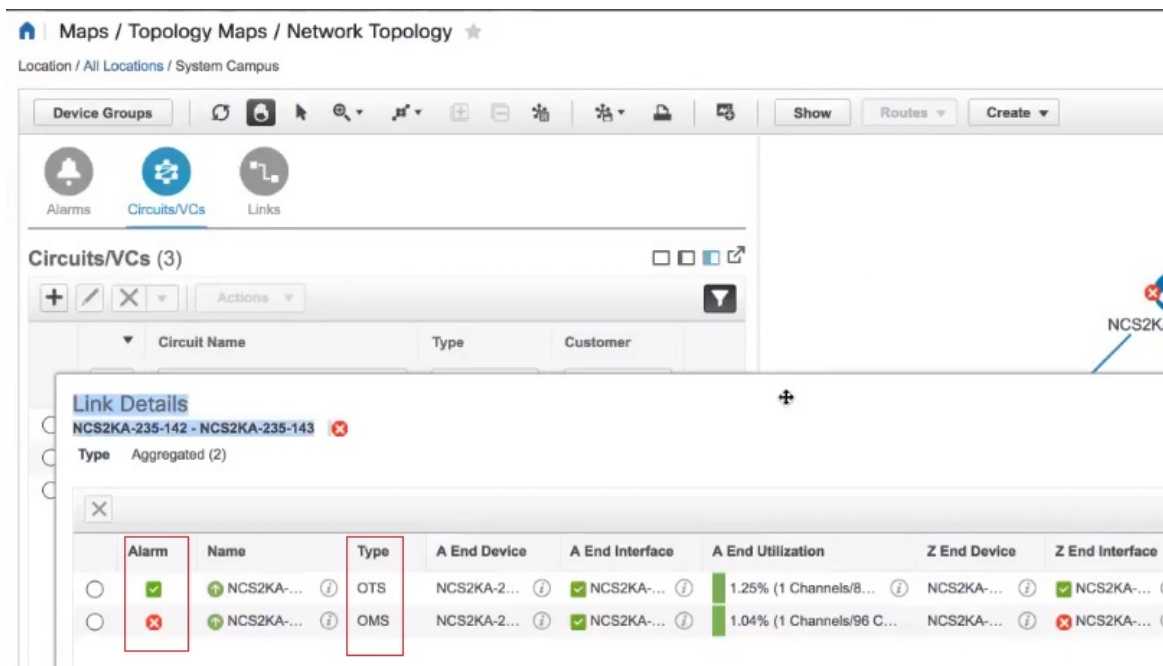 Maps / Topology Maps / Network Topology
Location / All Locations / System Campus
Device Groups Show Routes Create
Alarms Circuits/VCs Links
Circuits/VCs (3)
Actions
Circuit Name Type Customer
NCS2K
Link Details
NCS2KA-235-142 - NCS2KA-235-143
Type Aggregated (2)
Alarm Name Type A End Device A End Interface A End Utilization Z End Device Z End Interface
NCS2KA-... OTS NCS2KA-2... NCS2KA-... 1.25% (1 Channels/8... NCS2KA-... NCS2KA-...
NCS2KA-... OMS NCS2KA-2... NCS2KA-... 1.04% (1 Channels/96 C... NCS2KA-... NCS2KA-...